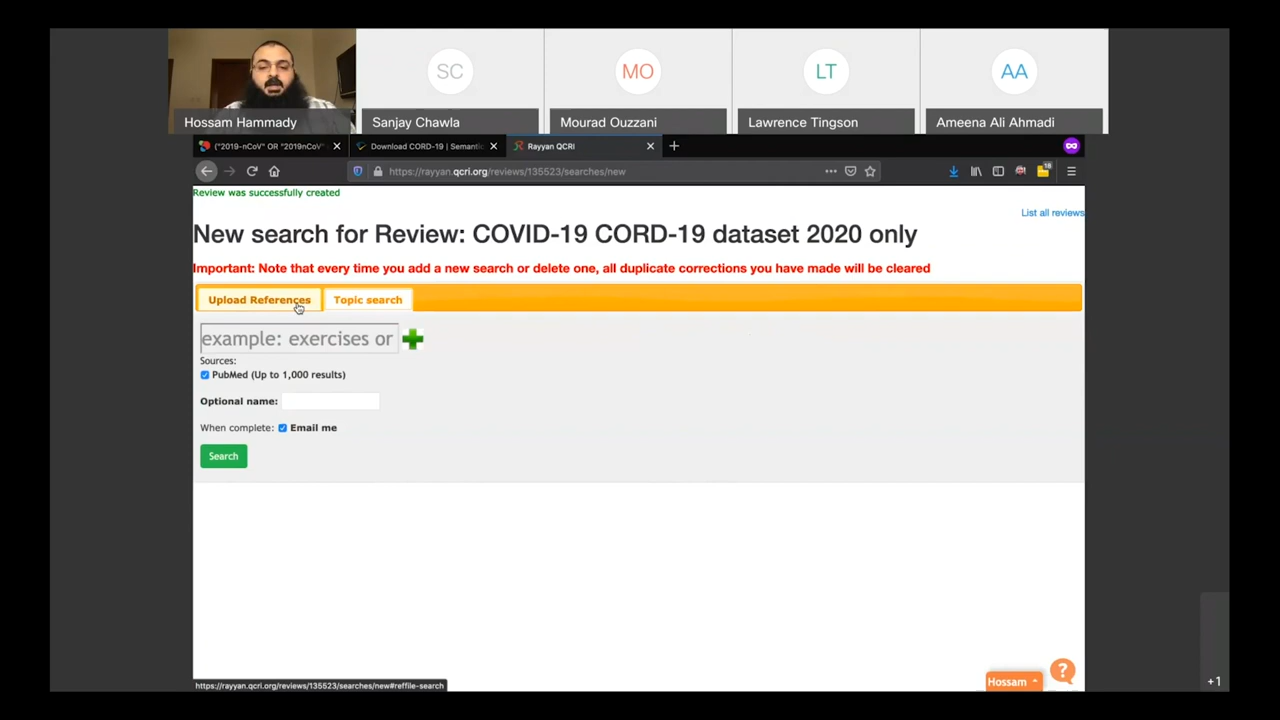 SC
MO
LT
AA
Hossam Hammady
Sanjay Chawla
Mourad Ouzzani
Lawrence Tingson
Ameena Ali Ahmadi
("2019-nCoV" OR "2019nCoV"
Download CORD-19 | Semantic
Rayyan QCRI
https://rayyan.qcri.org/reviews/135523/searches/new
Review was successfully created
List all reviews
New search for Review: COVID-19 CORD-19 dataset 2020 only
Important: Note that every time you add a new search or delete one, all duplicate corrections you have made will be cleared
Upload References
Topic search
example: exercises or
Sources:
PubMed (Up to 1,000 results)
Optional name:
When complete: Email me
Search
https://rayyan.qcri.org/reviews/135523/searches/new#reffile-search
Hossam
?
+1